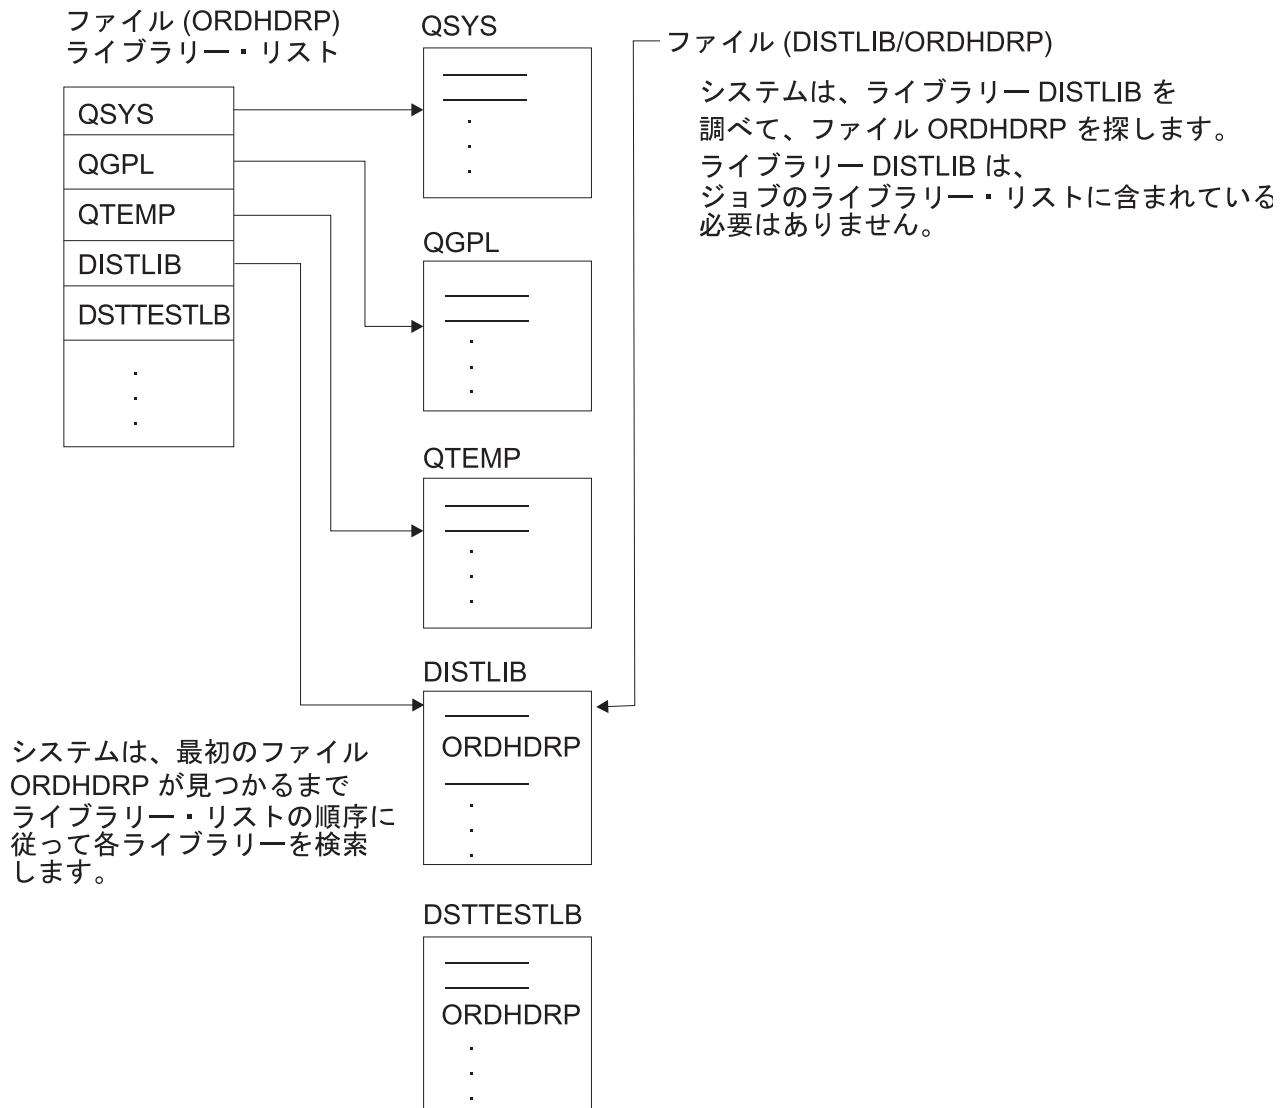 ファイル (ORDHDRP)
ライブラリー・リスト
QSYS
QGPL
QTEMP
DISTLIB
DSTTESTLB
システムは、最初のファイル
ORDHDRP が見つかるまで
ライブラリー・リストの順序に
従って各ライブラリーを検索
します。
QSYS
QGPL
QTEMP
DISTLIB
ORDHDRP
DSTTESTLB
ORDHDRP
ファイル (DISTLIB/ORDHDRP)
システムは、ライブラリー DISTLIB を
調べて、ファイル ORDHDRP を探します。
ライブラリー DISTLIB は、
ジョブのライブラリー・リストに含まれている
必要はありません。